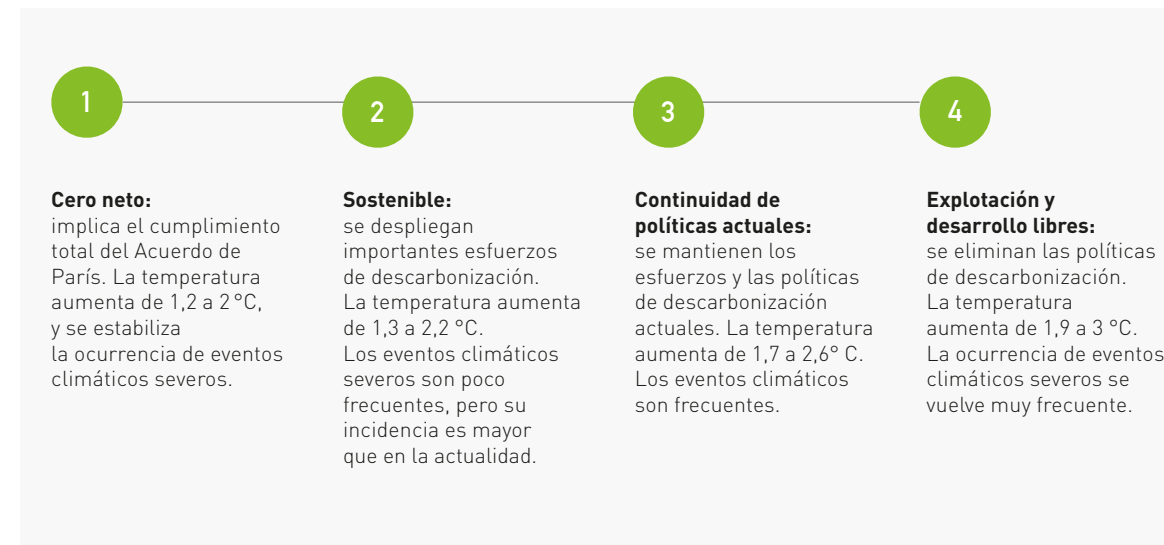 1
2
3
4
Cero neto:
implica el cumplimiento
total del Acuerdo de
París. La temperatura
aumenta de 1,2 a 2 °C,
y se estabiliza
la ocurrencia de eventos
climáticos severos.
Sostenible:
se despliegan
importantes esfuerzos
de descarbonización.
La temperatura aumenta
de 1,3 a 2,2 °C.
Los eventos climáticos
severos son poco
frecuentes, pero su
incidencia es mayor
que en la actualidad.
Continuidad de
políticas actuales:
se mantienen los
esfuerzos y las políticas
de descarbonización
actuales. La temperatura
aumenta de 1,7 a 2,6° C.
Los eventos climáticos
son frecuentes.
Explotación y
desarrollo libres:
se eliminan las políticas
de descarbonización.
La temperatura
aumenta de 1,9 a 3 °C.
La ocurrencia de eventos
climáticos severos se
vuelve muy frecuente.